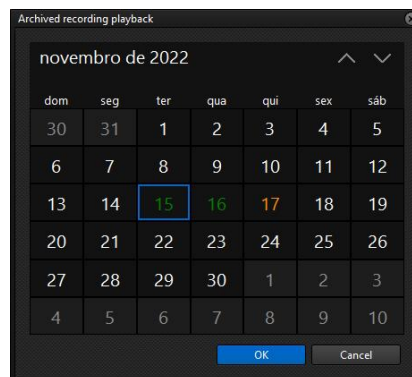 Archived recording playback
novembro de 2022
dom seg ter qua qui sex sáb
30 31 1 2 3 4 5
6 7 8 9 10 11 12
13 14 15 16 17 18 19
20 21 22 23 24 25 26
27 28 29 30 1 2 3
4 5 6 7 8 9 10
OK Cancel